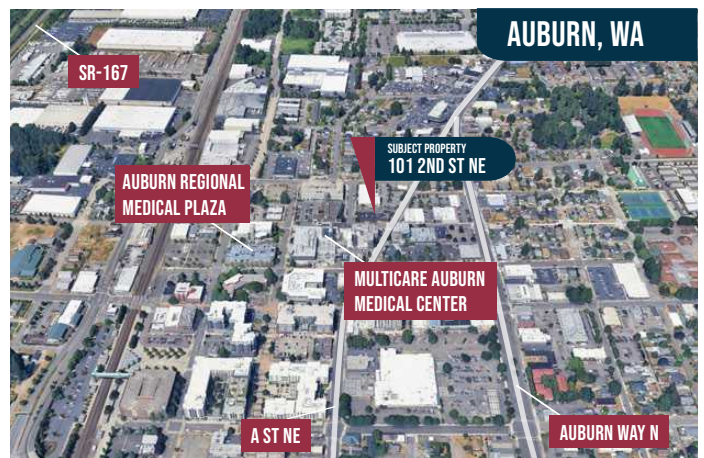 AUBURN, WA
SR-167
SUBJECT PROPERTY
101 2ND ST NE
AUBURN REGIONAL
MEDICAL PLAZA
MULTICARE AUBURN
MEDICAL CENTER
A ST NE
AUBURN WAY N